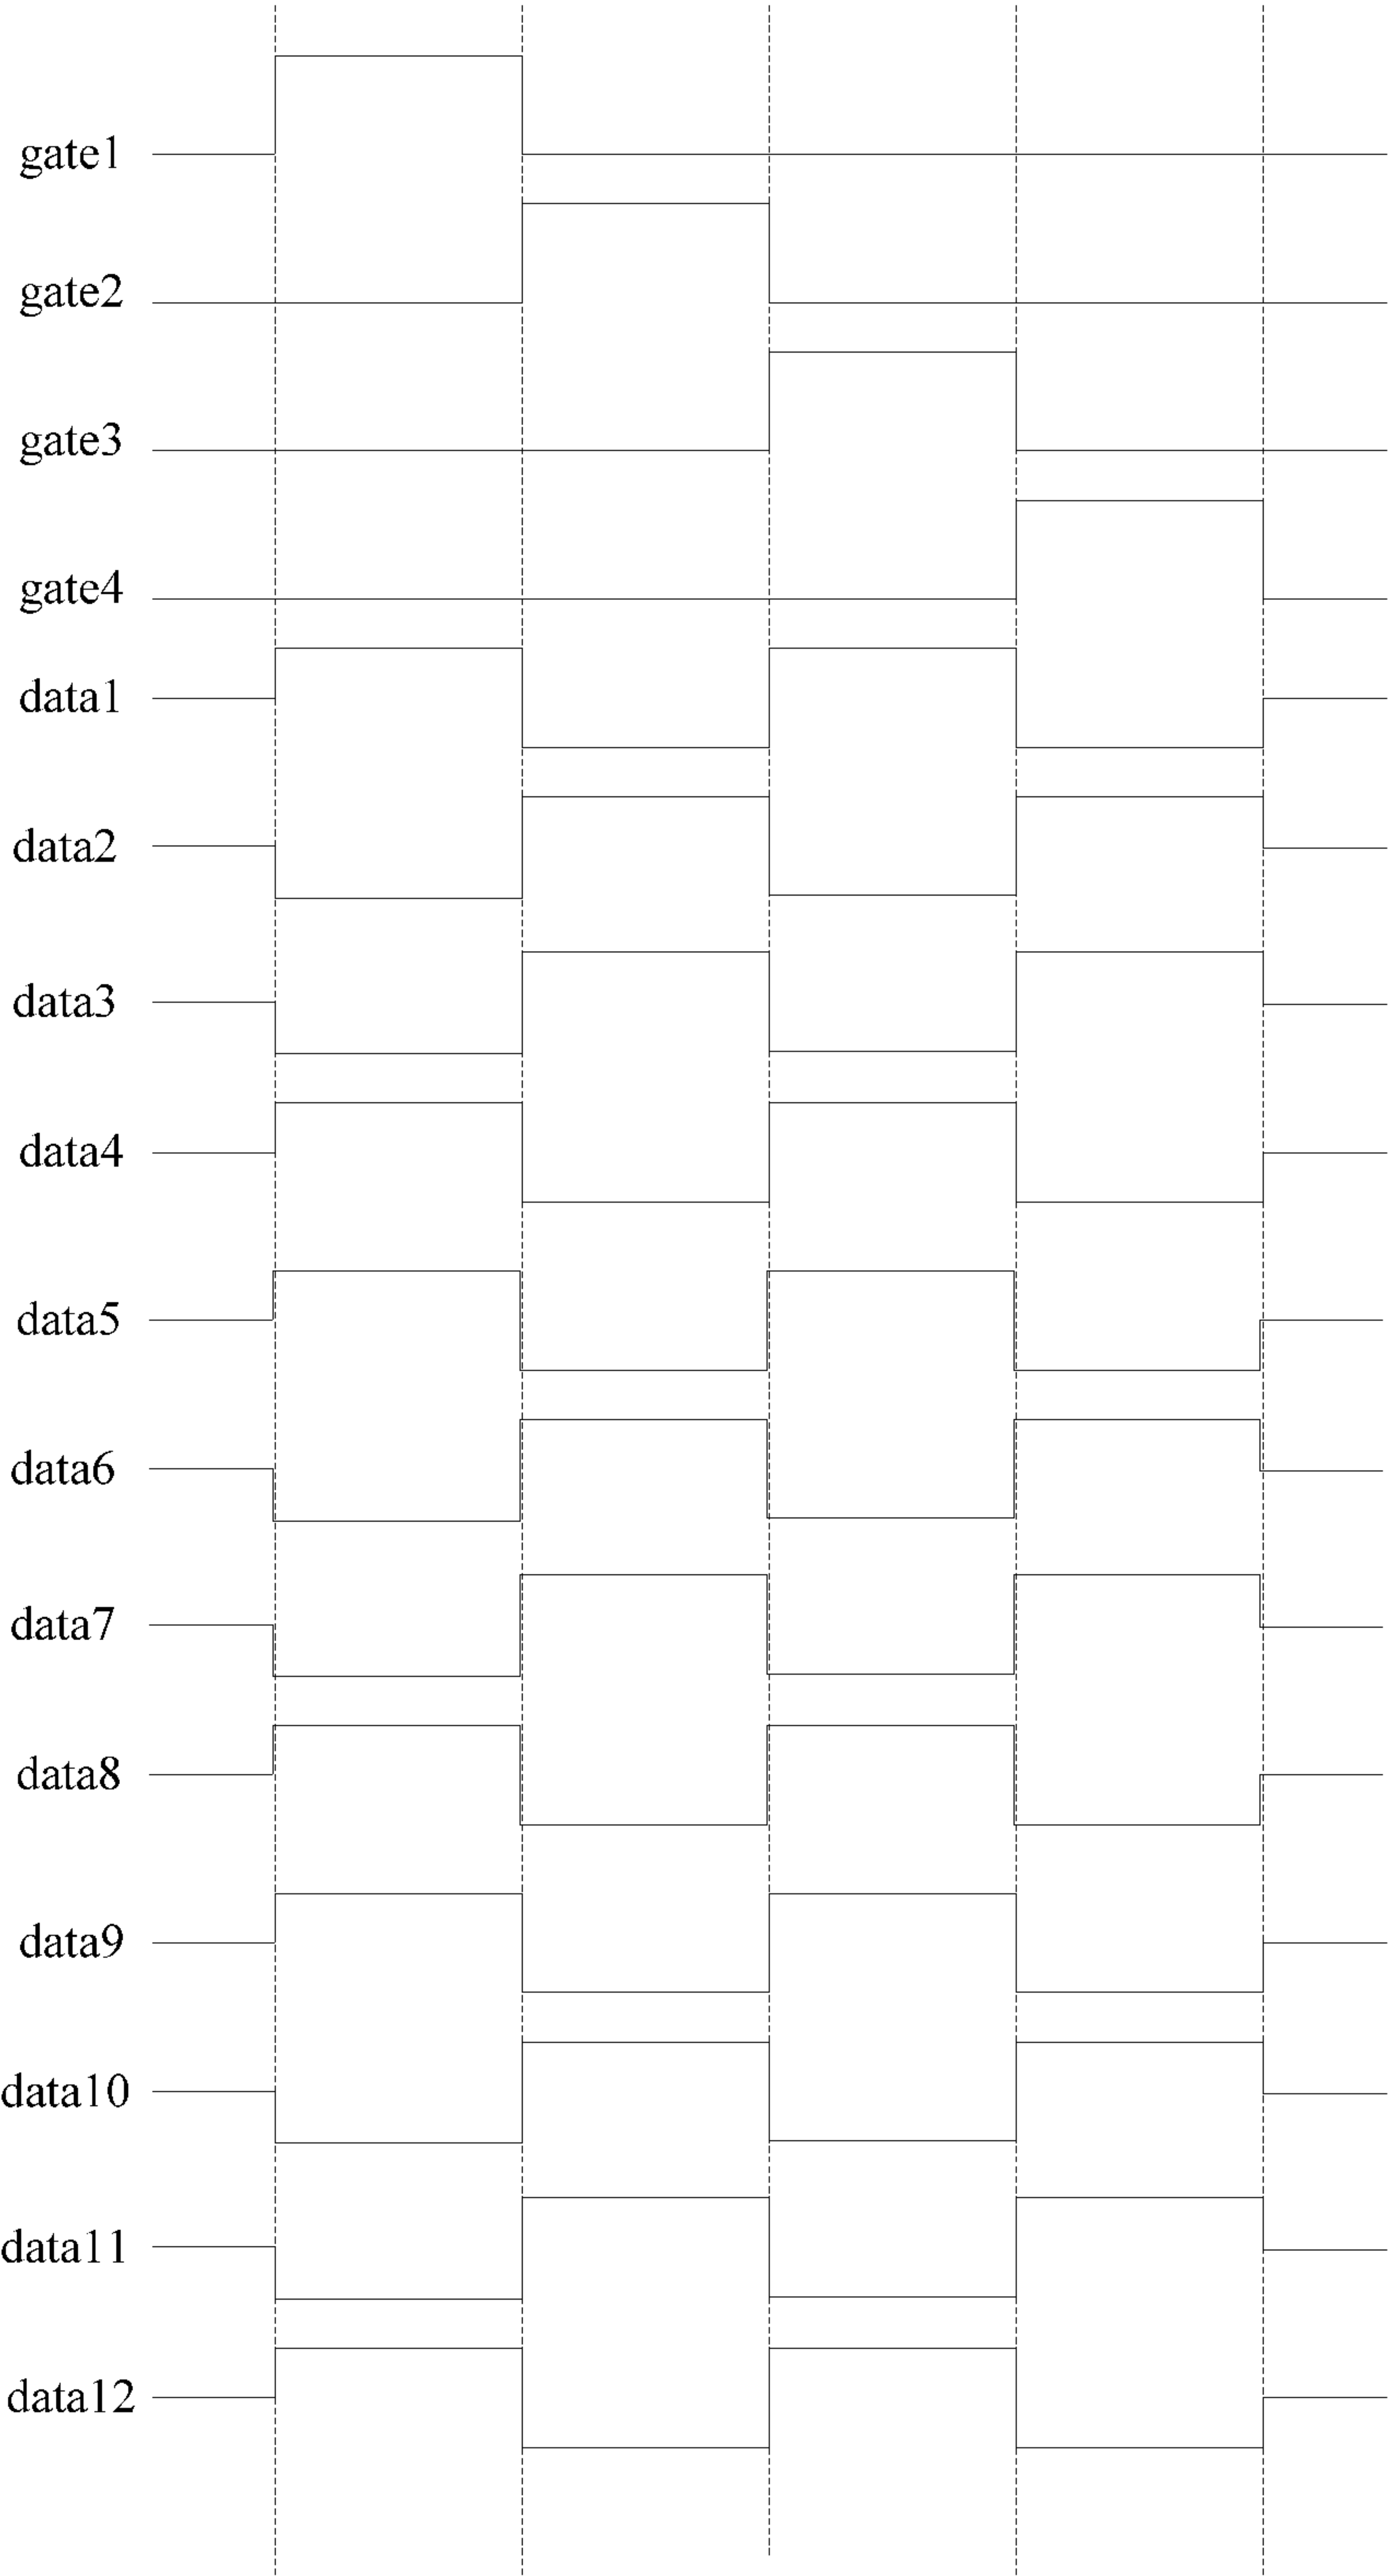 gate1
gate2
gate3
gate4
data1
data2
data3
data4
data5
data6
data7
data8
data9
data10
data11
data12